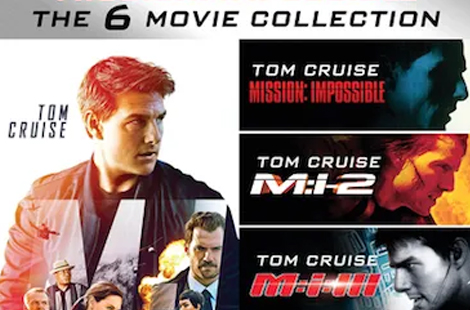 THE 6 MOVIE COLLECTION
TOM
CRUISE
TOM CRUISE
MISSION: IMPOSSIBLE
TOM CRUISE
M:I-2
TOM CRUISE
M:I:III